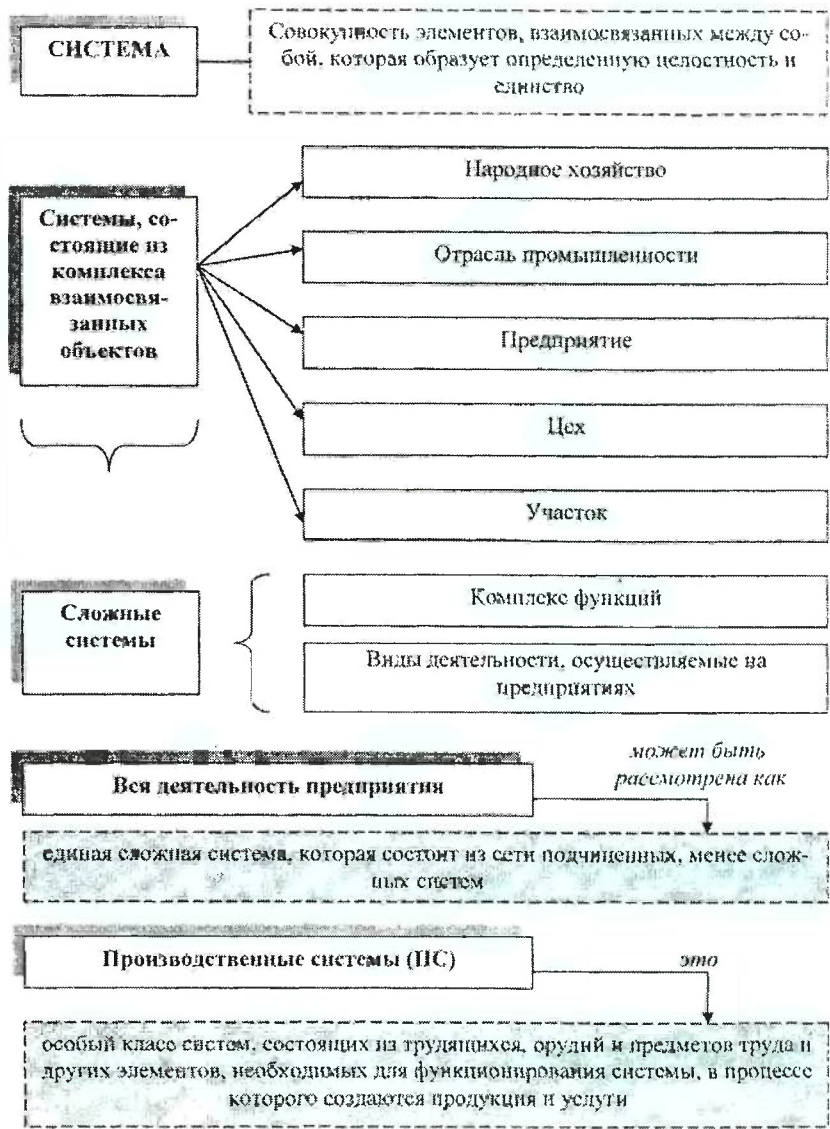 СИСТЕМА
Совокупность элементов, взаимосвязанных между со-
бой, которая образует определенную целостность и
единство
Системы, со-
стоящие из
комплекса
взаимосвя-
занных
объектов
Народное хозяйство
Отрасль промышленности
Предприятие
Цех
Участок
Сложные
системы
Комплекс функций
Виды деятельности, осуществляемые на
предприятиях
Вся деятельность предприятия
может быть
рассмотрена как
единая сложная система, которая состоит из сети подчиненных, менее слож-
ных систем
Производственные системы (ПС)
это
особый класс систем, состоящих из трудящихся, орудий и предметов труда и
других элементов, необходимых для функционирования системы, в процессе
которого создаются продукция и услуги